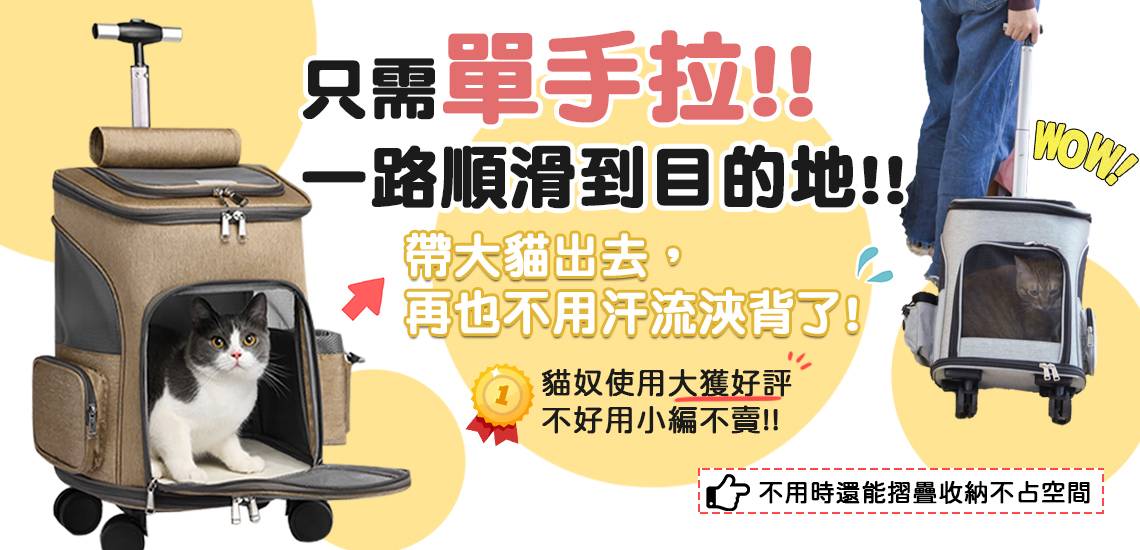 只需單手拉!!
一路順滑到目的地!!
WOW!
帶大貓出去，
再也不用汗流浹背了!
1
貓奴使用大獲好評
不好用小編不賣!!
不用時還能摺疊收納不占空間